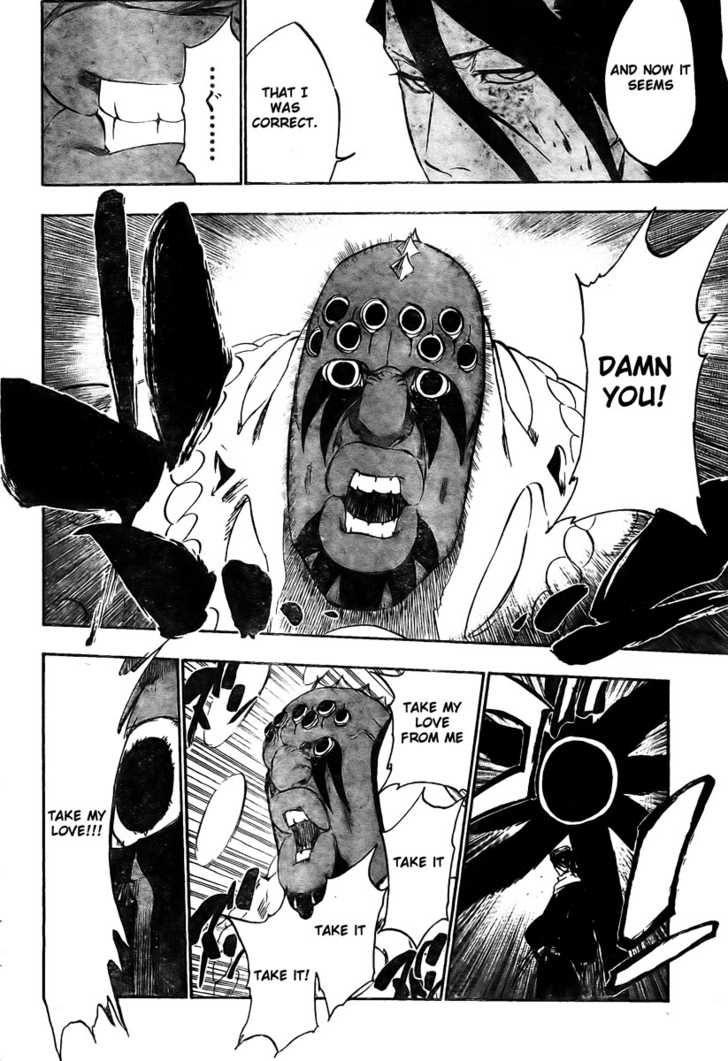 AND NOW IT
SEEMS
THAT I
WAS
CORRECT.
……べ………
DAMN
YOU!
TAKE MY
LOVE
FROM ME
TAKE IT
TAKE IT
TAKE IT!
TAKE MY
LOVE!!!